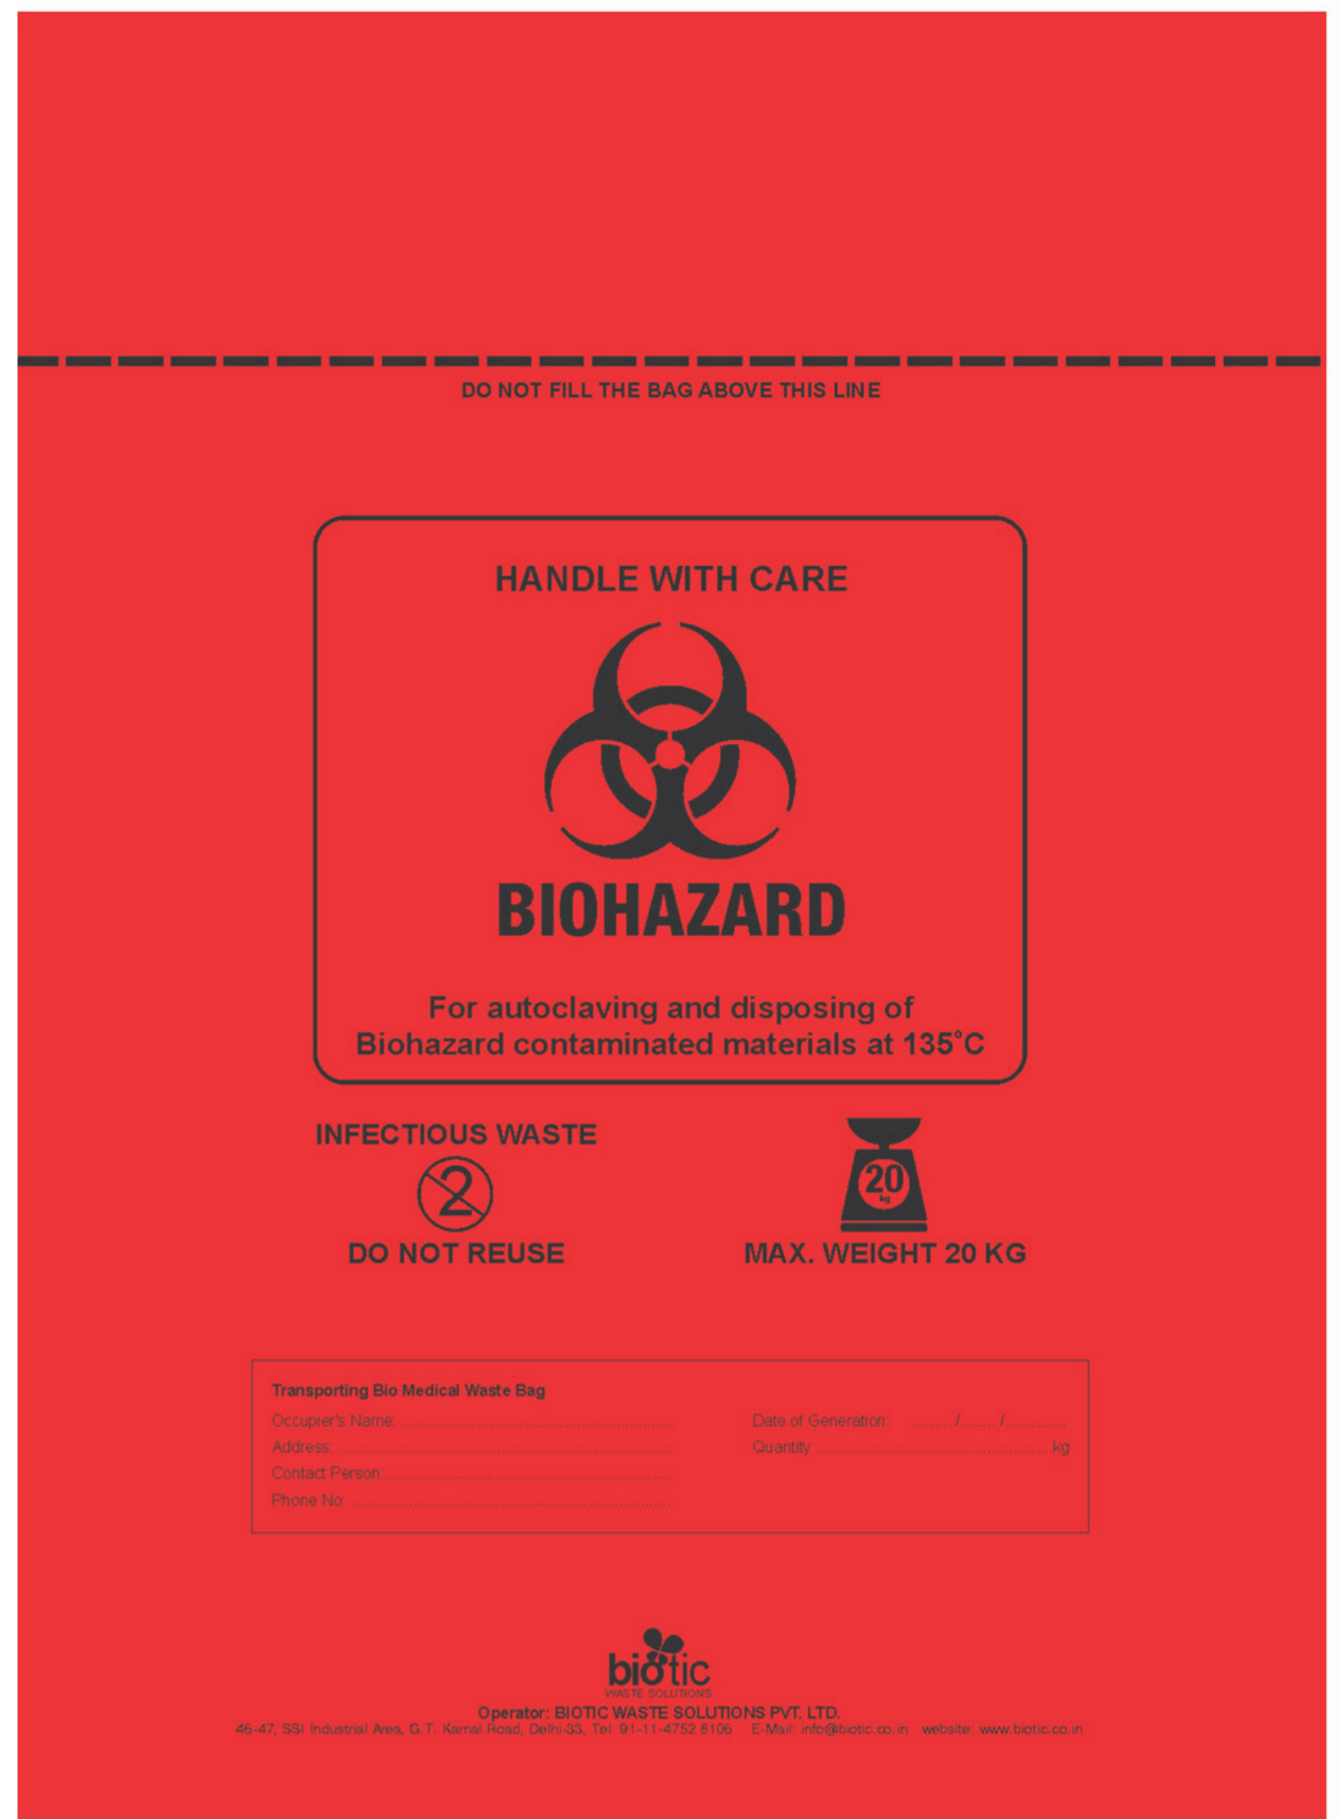 DO NOT FILL THE BAG ABOVE THIS LINE
HANDLE WITH CARE
BIOHAZARD
For autoclaving and disposing of
Biohazard contaminated materials at 135°C
INFECTIOUS WASTE
2
DO NOT REUSE
20
kg
MAX. WEIGHT 20 KG
Transporting Bio Medical Waste Bag
Occupier's Name: ..........................................................
Address: ..........................................................
Contact Person: ..........................................................
Phone No: ..........................................................
Date of Generation: ........./......../.............
Quantity ..................................................kg
biotic
WASTE SOLUTIONS
Operator: BIOTIC WASTE SOLUTIONS PVT. LTD.
46-47, SSI Industrial Area, G.T. Karnal Road, Delhi-33, Tel: 91-11-4752 8106 E-Mail: info@biotic.co.in website: www.biotic.co.in